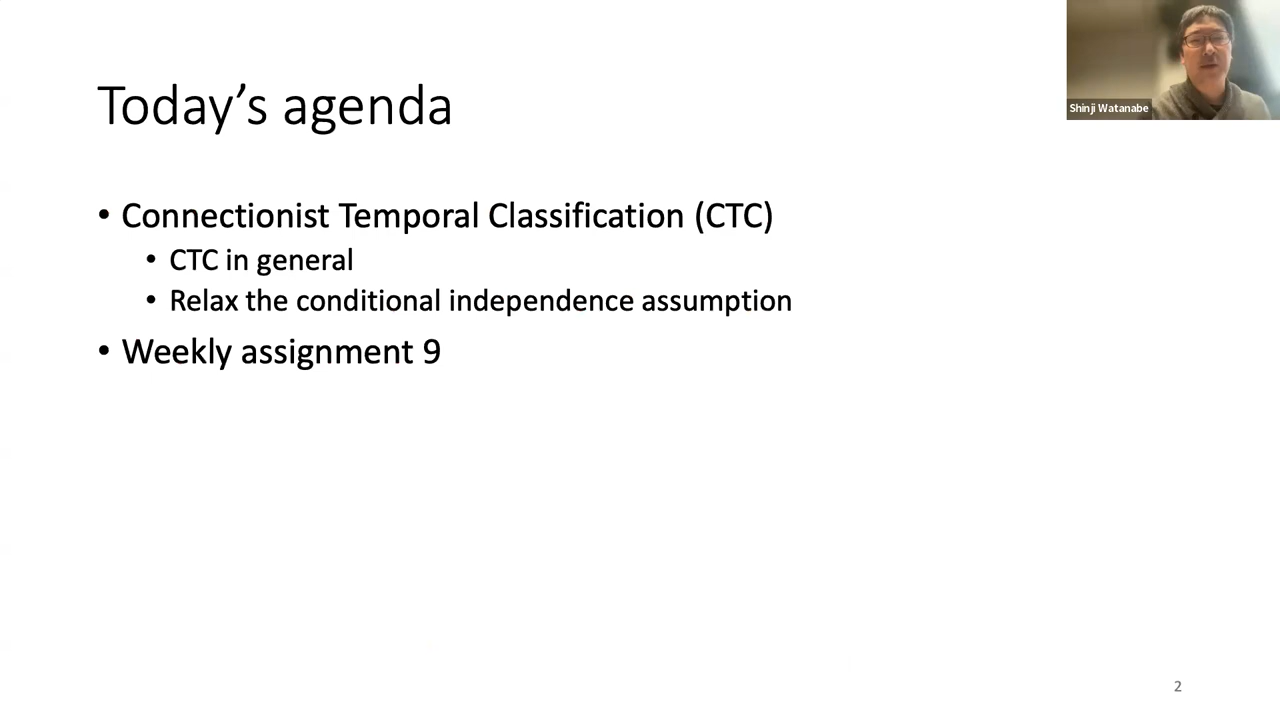 Today’s agenda
Shinji Watanabe
• Connectionist Temporal Classification (CTC)
• CTC in general
• Relax the conditional independence assumption
• Weekly assignment 9
2